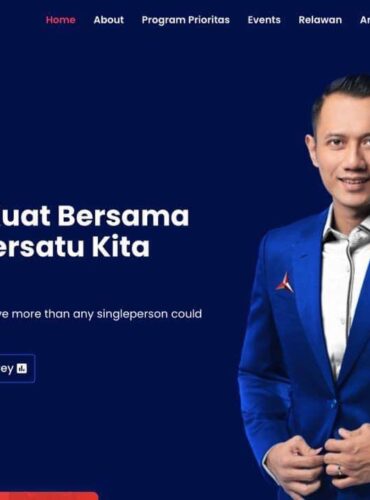 Home About Program Prioritas Events Relawan
uat Bersama
ersatu Kita
ve more than any singleperson could
ey